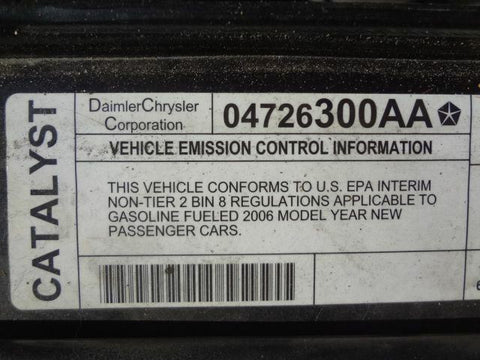 CATALYST
DaimlerChrysler
Corporation
04726300AA
VEHICLE EMISSION CONTROL INFORMATION
THIS VEHICLE CONFORMS TO U.S. EPA INTERIM
NON-TIER 2 BIN 8 REGULATIONS APPLICABLE TO
GASOLINE FUELED 2006 MODEL YEAR NEW
PASSENGER CARS.